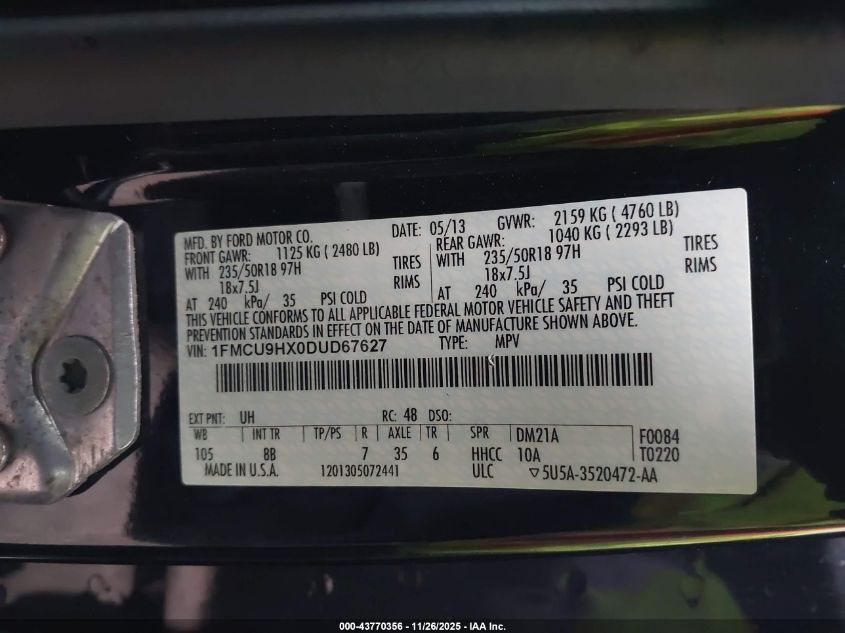 MFD. BY FORD MOTOR CO. DATE: 05/13 GVWR: 2159 KG ( 4760 LB)
FRONT GAWR: 1125 KG ( 2480 LB) REAR GAWR: 1040 KG ( 2293 LB)
WITH 235/50R18 97H TIRES WITH 235/50R18 97H TIRES
18x7.5J RIMS 18x7.5J RIMS
AT 240 kPa/ 35 PSI COLD AT 240 kPa/ 35 PSI COLD
THIS VEHICLE CONFORMS TO ALL APPLICABLE FEDERAL MOTOR VEHICLE SAFETY AND THEFT
PREVENTION STANDARDS IN EFFECT ON THE DATE OF MANUFACTURE SHOWN ABOVE.
VIN: 1FMCU9HX0DUD67627 TYPE: MPV
EXT PNT: UH RC: 48 DSO:
WB INT TR TP/PS R AXLE TR SPR DM21A F0084
105 8B 7 35 6 HHCC 10A T0220
MADE IN U.S.A. 1201305072441 ULC ▽5U5A-3520472-AA
000-43770356 - 11/26/2025 - IAA Inc.